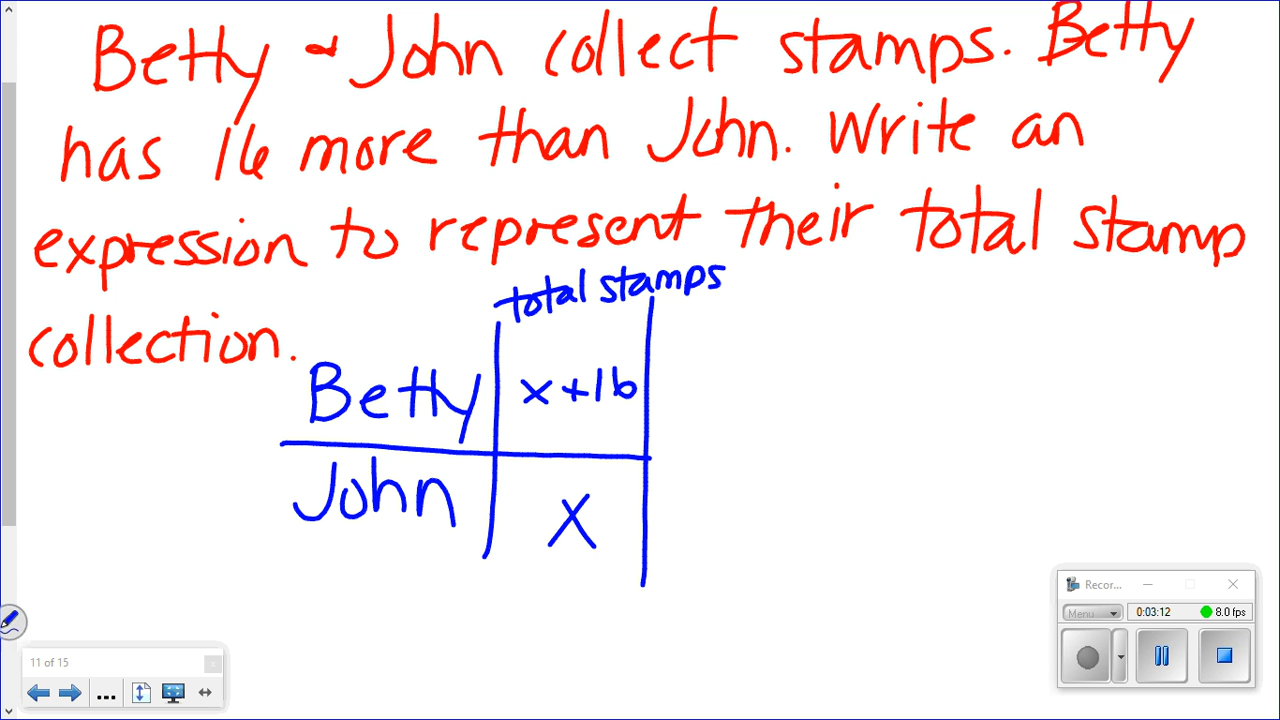 Betty & John collect stamps. Betty
has 16 more than John. Write an
expression to represent their total stamp
collection.
total stamps
Betty x+16
John x
Recor...
Menu 0:03:12 8.0 fps
11 of 15